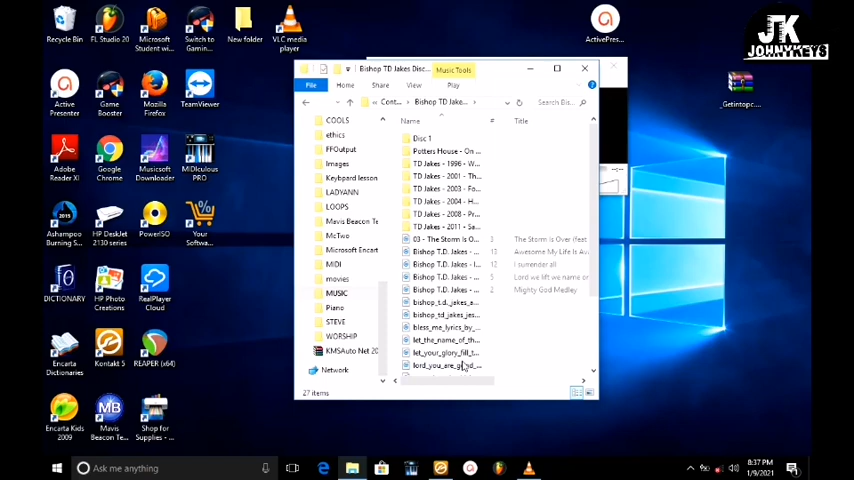 JK
JOHNYKEYS
Recycle Bin
FL Studio 20
Microsoft Student wi...
Switch to Gamin...
New folder
VLC media player
ActivePres...
Active Presenter
Game Booster
Mozilla Firefox
TeamViewer
_Getintopc....
Adobe Reader XI
Google Chrome
Musicsoft Downloader
MIDIculous PRO
Ashampoo Burning S...
HP DeskJet 2130 series
PowerISO
Your Softwa...
DICTIONARY
HP Photo Creations
RealPlayer Cloud
Encarta Dictionaries
Kontakt 5
REAPER (x64)
Encarta Kids 2009
Mavis Beacon Te...
Shop for Supplies - ...
Bishop TD Jakes Disc...
Music Tools
File
Home
Share
View
Play
« Cont...
Bishop TD Jake...
Search Bis...
Name
#
Title
COOLS
ethics
FFOutput
Images
Keyboard lesson
LADYANN
LOOPS
Mavis Beacon Te
McTwo
Microsoft Encart
MIDI
movies
MUSIC
Piano
STEVE
WORSHIP
KMSAuto Net 20
Network
Disc 1
Potters House - On ...
TD Jakes - 1996 - W...
TD Jakes - 2001 - Th...
TD Jakes - 2003 - Fo...
TD Jakes - 2004 - H...
TD Jakes - 2008 - Pr...
TD Jakes - 2011 - Sa...
03 - The Storm Is O... 3 The Storm Is Over (feat
Bishop T.D. Jakes - ... 13 Awesome My Life Is Av
Bishop T.D. Jakes - I... 12 I surrender all
Bishop T.D. Jakes - ... 5 Lord we lift we name or
Bishop T.D. Jakes - ... 2 Mighty God Medley
bishop_t.d._jakes_a...
bishop_td_jakes_jes...
bless_me_lyrics_by_...
let_the_name_of_th...
let_your_glory_fill_t...
27 items
Ask me anything
8:37 PM
1/9/2021